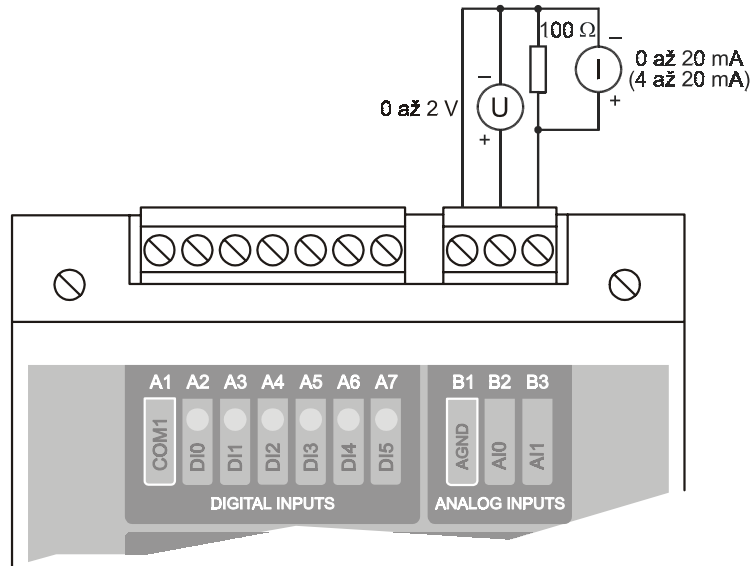 100 Ω
−
I
0 až 20 mA
(4 až 20 mA)
+
0 až 2 V
−
U
+
A1 A2 A3 A4 A5 A6 A7
COM1 DI0 DI1 DI2 DI3 DI4 DI5
DIGITAL INPUTS
B1 B2 B3
AGND AI0 AI1
ANALOG INPUTS